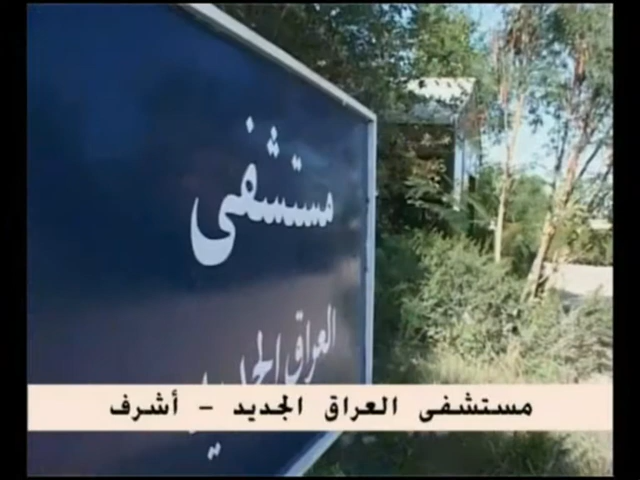 مستشفى
العراق الجديد
مستشفى العراق الجديد - أشرف